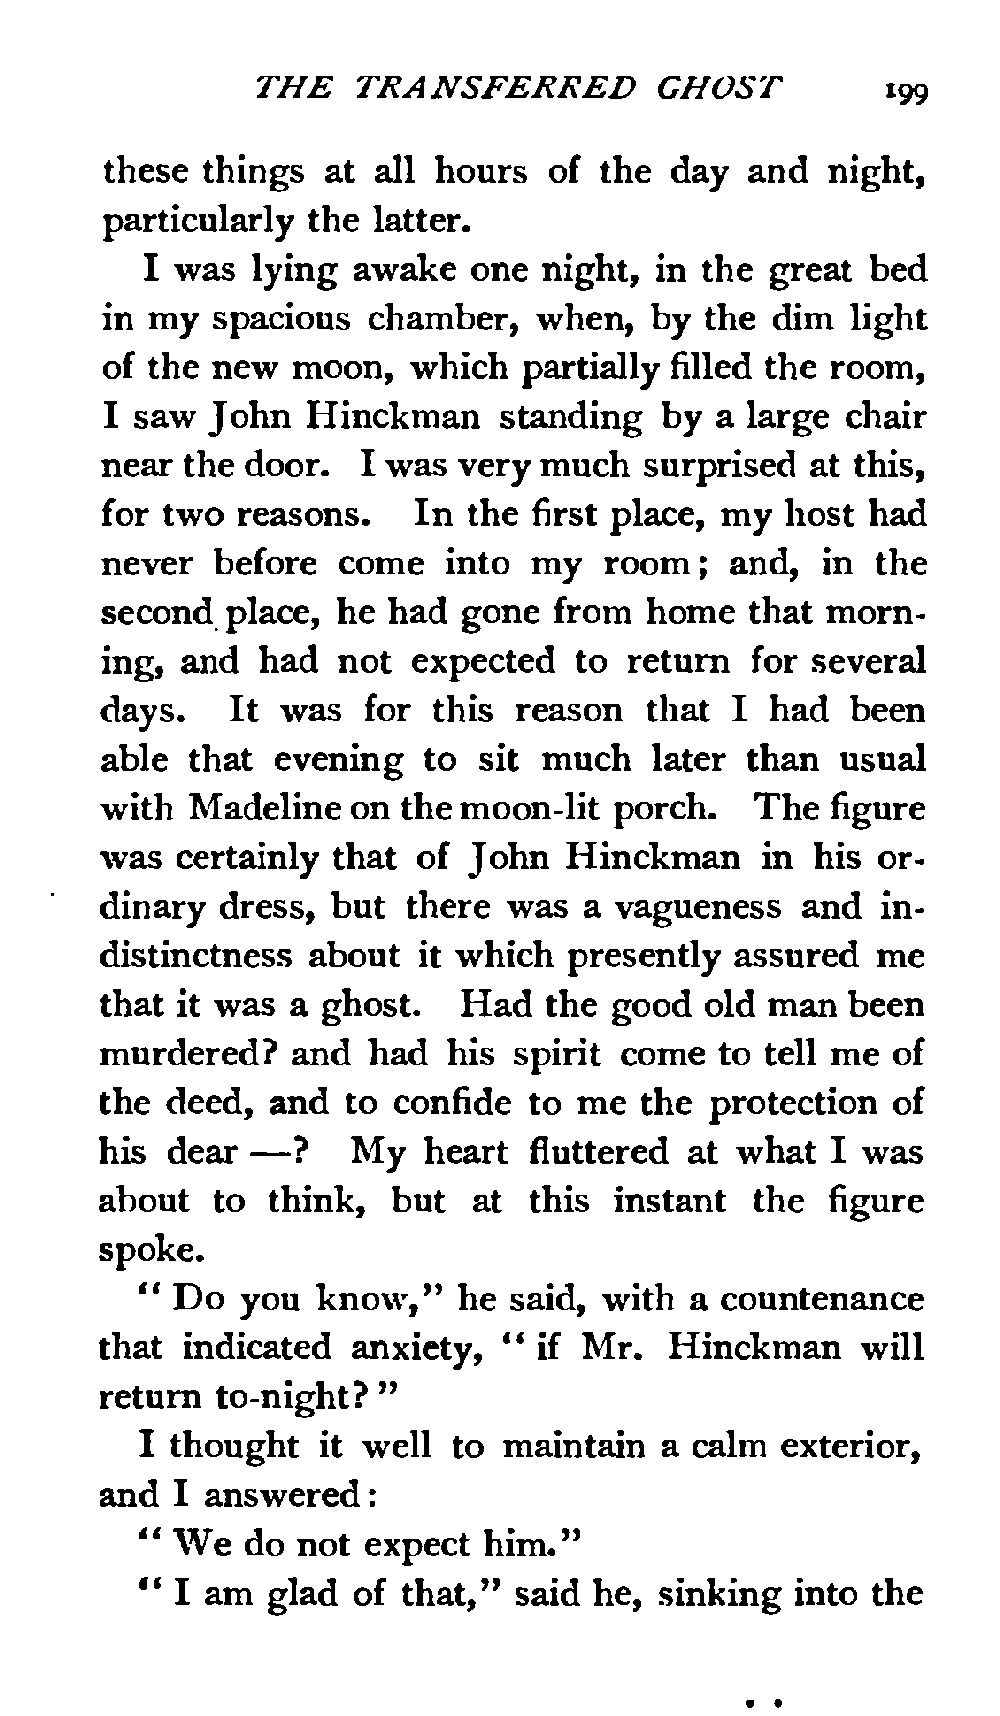 THE TRANSFERRED GHOST 199
these things at all hours of the day and night,
particularly the latter.
I was lying awake one night, in the great bed
in my spacious chamber, when, by the dim light
of the new moon, which partially filled the room,
I saw John Hinckman standing by a large chair
near the door. I was very much surprised at this,
for two reasons. In the first place, my host had
never before come into my room; and, in the
second place, he had gone from home that morn-
ing, and had not expected to return for several
days. It was for this reason that I had been
able that evening to sit much later than usual
with Madeline on the moon-lit porch. The figure
was certainly that of John Hinckman in his or-
dinary dress, but there was a vagueness and in-
distinctness about it which presently assured me
that it was a ghost. Had the good old man been
murdered? and had his spirit come to tell me of
the deed, and to confide to me the protection of
his dear —? My heart fluttered at what I was
about to think, but at this instant the figure
spoke.
"Do you know," he said, with a countenance
that indicated anxiety, "if Mr. Hinckman will
return to-night?"
I thought it well to maintain a calm exterior,
and I answered:
"We do not expect him."
"I am glad of that," said he, sinking into the